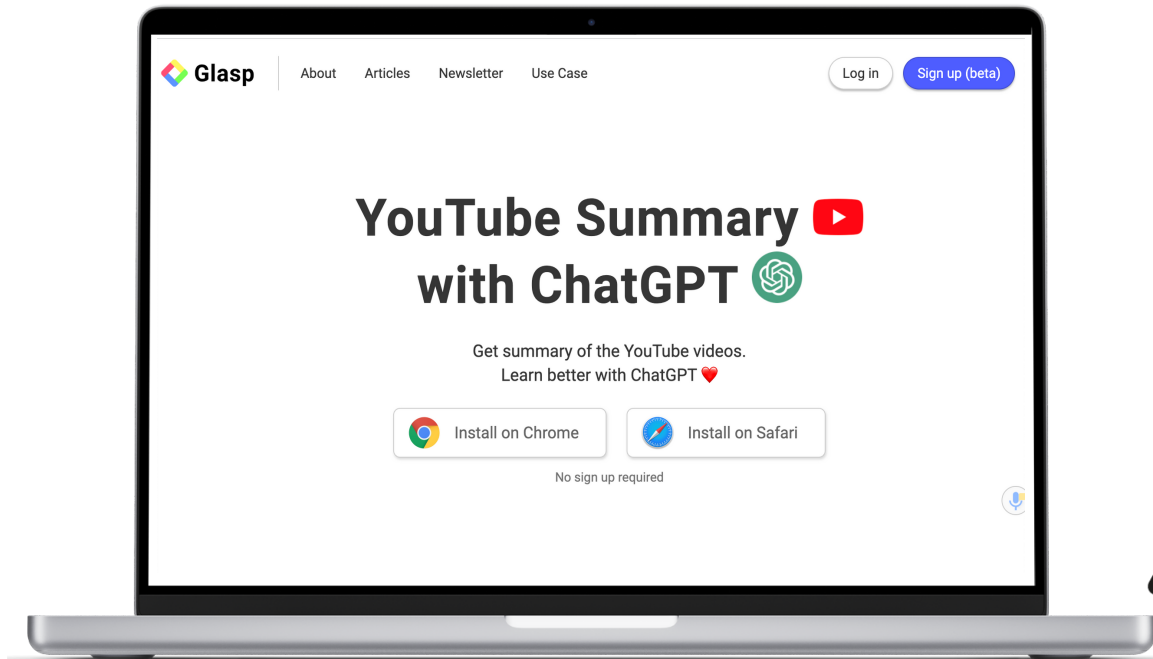 Glasp
About
Articles
Newsletter
Use Case
Log in
Sign up (beta)
YouTube Summary
with ChatGPT
Get summary of the YouTube videos.
Learn better with ChatGPT ❤️
Install on Chrome
Install on Safari
No sign up required